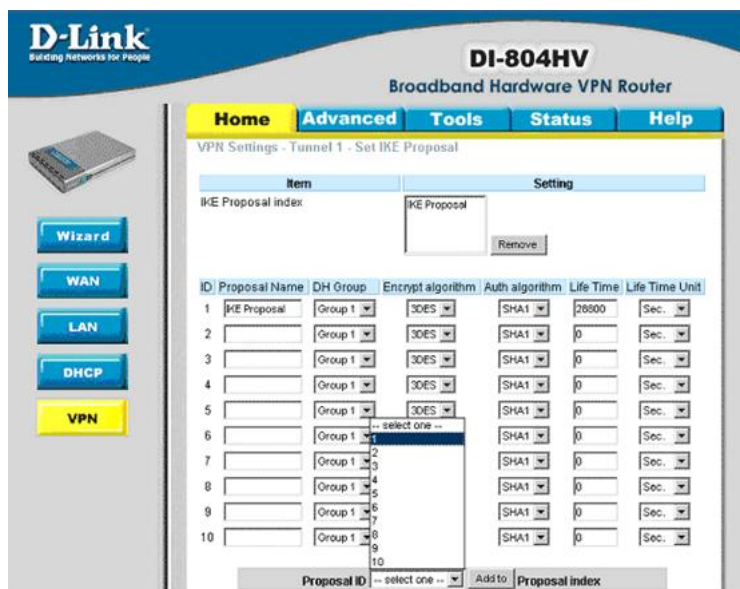 D-Link
Building Networks for People
DI-804HV
Broadband Hardware VPN Router
Home Advanced Tools Status Help
VPN Settings - Tunnel 1 - Set IKE Proposal
Item Setting
IKE Proposal index IKE Proposal
Remove
Wizard
WAN
LAN
DHCP
VPN
ID Proposal Name DH Group Encrypt algorithm Auth algorithm Life Time Life Time Unit
1 IKE Proposal Group 1 3DES SHA1 28800 Sec.
2 Group 1 3DES SHA1 0 Sec.
3 Group 1 3DES SHA1 0 Sec.
4 Group 1 3DES SHA1 0 Sec.
5 Group 1 3DES SHA1 0 Sec.
6 Group 1 SHA1 0 Sec.
7 Group 1 SHA1 0 Sec.
8 Group 1 SHA1 0 Sec.
9 Group 1 SHA1 0 Sec.
10 Group 1 SHA1 0 Sec.
-- select one --
1
2
3
4
5
6
7
8
9
10
Proposal ID -- select one -- Add to Proposal index